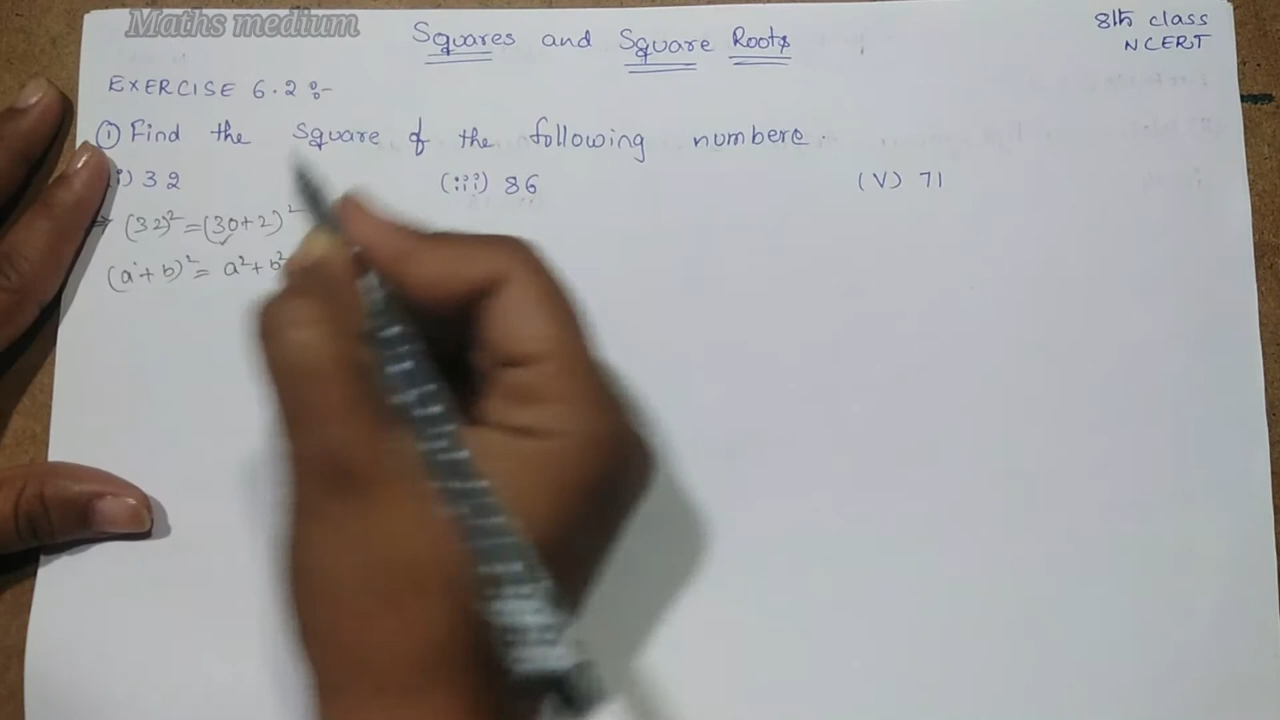 Maths medium
Squares and Square Roots
8th class
NCERT
EXERCISE 6.2 :-
① Find the square of the following numbere.
(i) 32 (iii) 86 (V) 71
⇒ (32)² = (30+2)²
(a+b)² = a²+b²